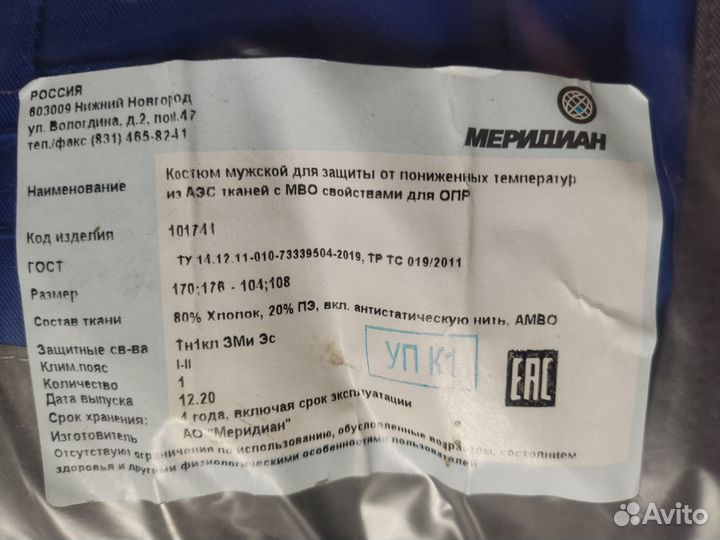 РОССИЯ
603009 Нижний Новгород
ул. Вологдина, д.2, пом.47
тел./факс (831) 465-82-41
МЕРИДИАН
Наименование Костюм мужской для защиты от пониженных температур
из АЭС тканей с МВО свойствами для ОПР
Код изделия 101741
ГОСТ ТУ 14.12.11-010-73339504-2019, ТР ТС 019/2011
Размер 170;176 - 104;108
Состав ткани 80% Хлопок, 20% ПЭ, вкл. антистатическую нить, АМВО
Защитные св-ва Тн1кл ЗМи Эс
Клим.пояс I-II
Количество 1
Дата выпуска 12.20
Срок хранения: 4 года, включая срок эксплуатации
Изготовитель АО "Меридиан"
Отсутствуют ограничения по использованию, обусловленные возрастом, состоянием
здоровья и другими физиологическими особенностями пользователей
УП К1
EAC
Avito